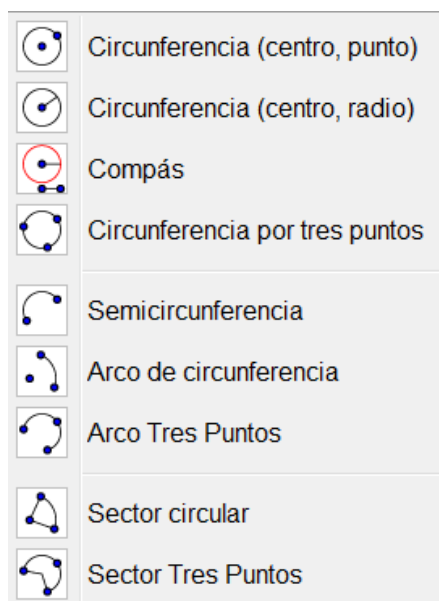 Circunferencia (centro, punto)
Circunferencia (centro, radio)
Compás
Circunferencia por tres puntos
Semicircunferencia
Arco de circunferencia
Arco Tres Puntos
Sector circular
Sector Tres Puntos